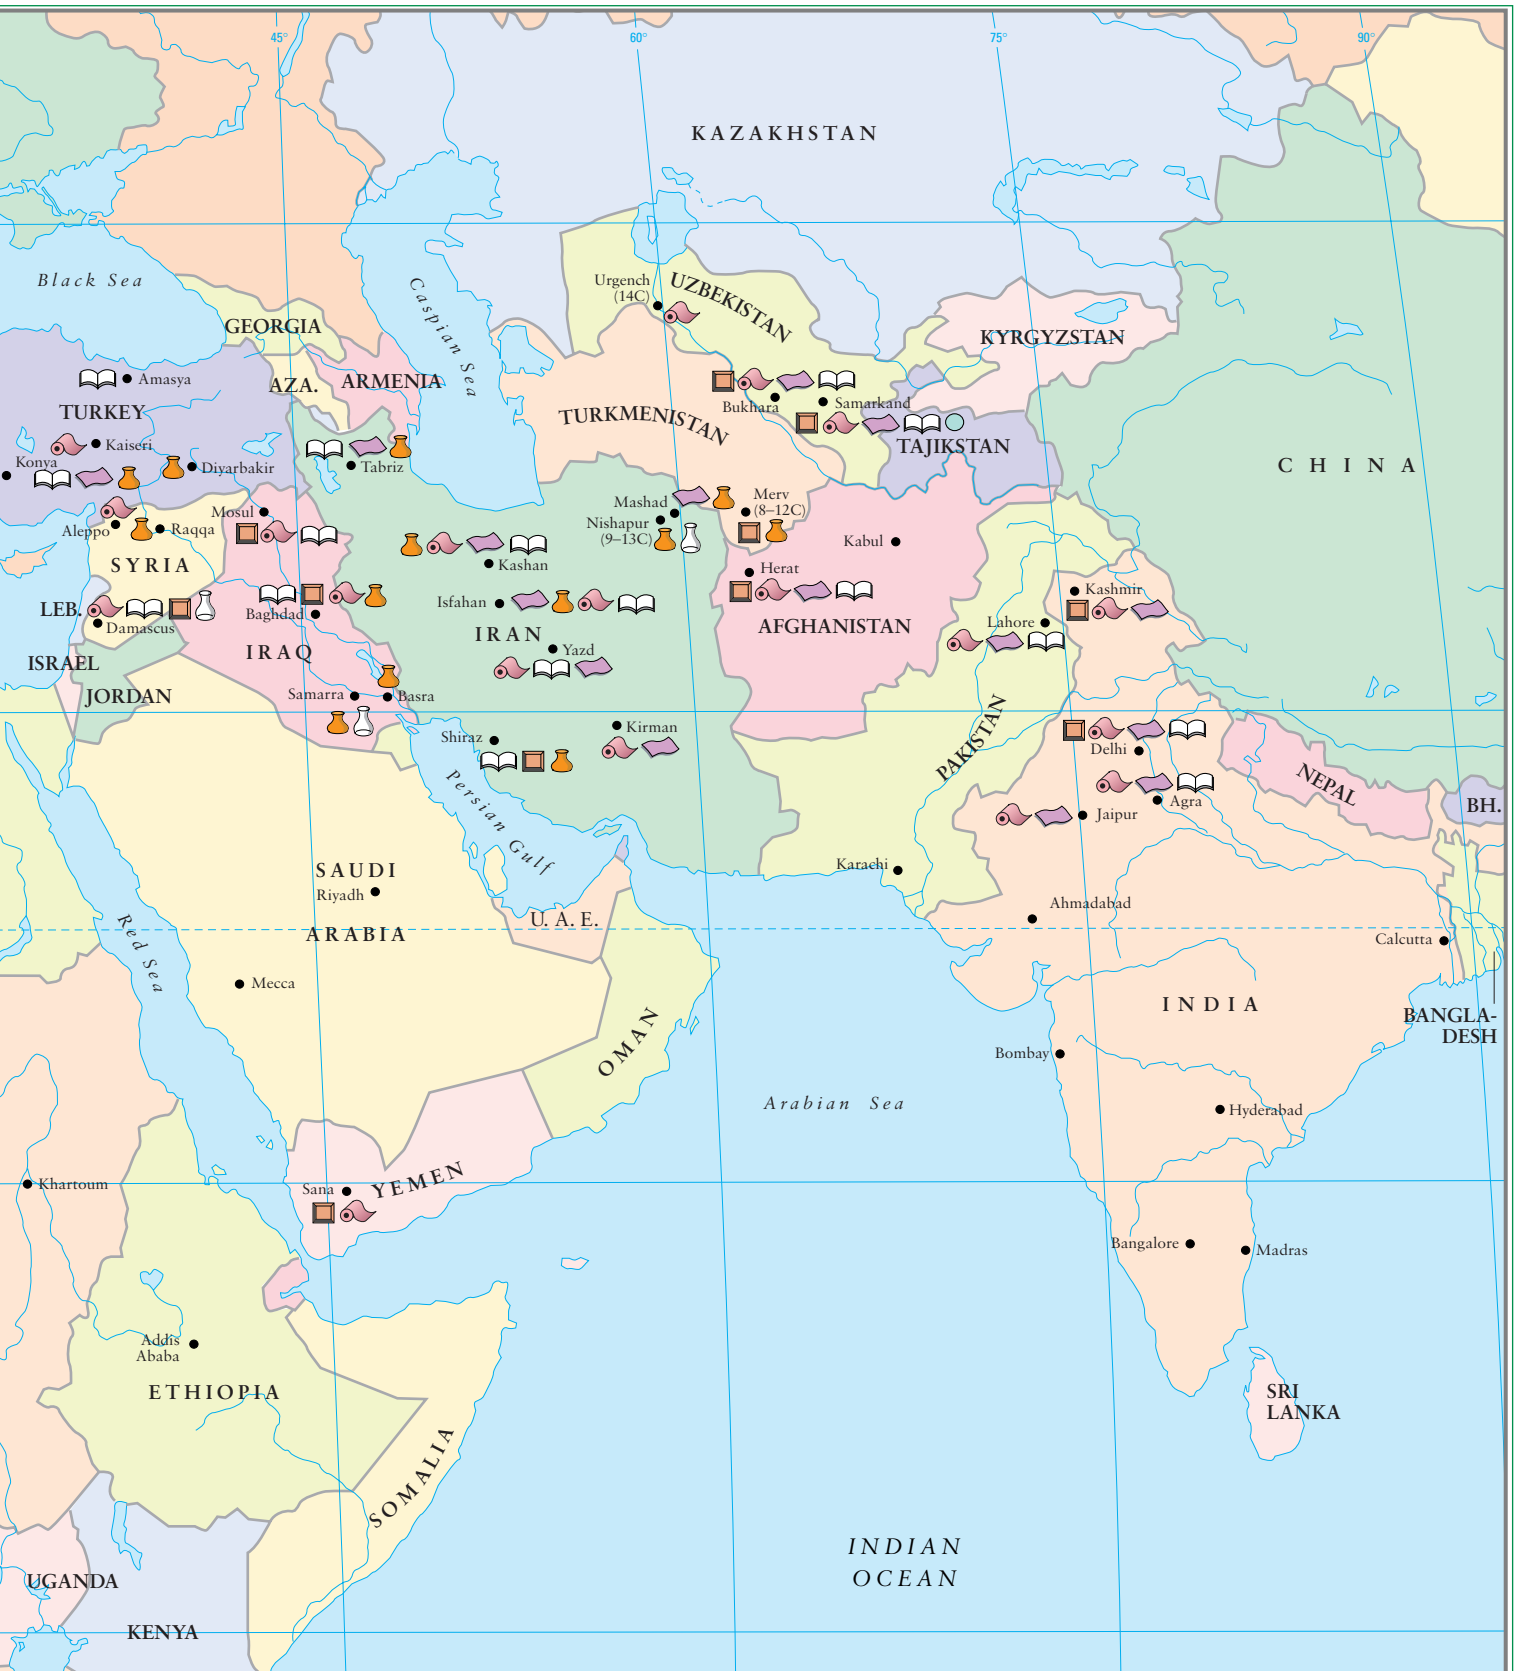 45°
60°
75°
90°
KAZAKHSTAN
Black Sea
Caspian Sea
Urgench
(14C)
UZBEKISTAN
GEORGIA
KYRGYZSTAN
AZA.
ARMENIA
Amasya
TURKEY
Bukhara
Samarkand
TURKMENISTAN
TAJIKSTAN
CHINA
Kaiseri
Konya
Diyarbakir
Tabriz
Mashad
Merv
(8–12C)
Nishapur
(9–13C)
Mosul
Aleppo
Raqqa
Kabul
SYRIA
Kashan
Herat
Kashmir
LEB.
Isfahan
Baghdad
Damascus
Lahore
AFGHANISTAN
IRAN
Yazd
IRAQ
ISRAEL
JORDAN
Samarra
Basra
Shiraz
Kirman
PAKISTAN
Delhi
Persian Gulf
NEPAL
BH.
Agra
Jaipur
Karachi
SAUDI
Riyadh
ARABIA
U. A. E.
Ahmadabad
Calcutta
Red Sea
Mecca
INDIA
BANGLA-
DESH
OMAN
Bombay
Arabian Sea
Hyderabad
Khartoum
Sana
YEMEN
Bangalore
Madras
Addis
Ababa
ETHIOPIA
SRI
LANKA
SOMALIA
INDIAN
OCEAN
UGANDA
KENYA